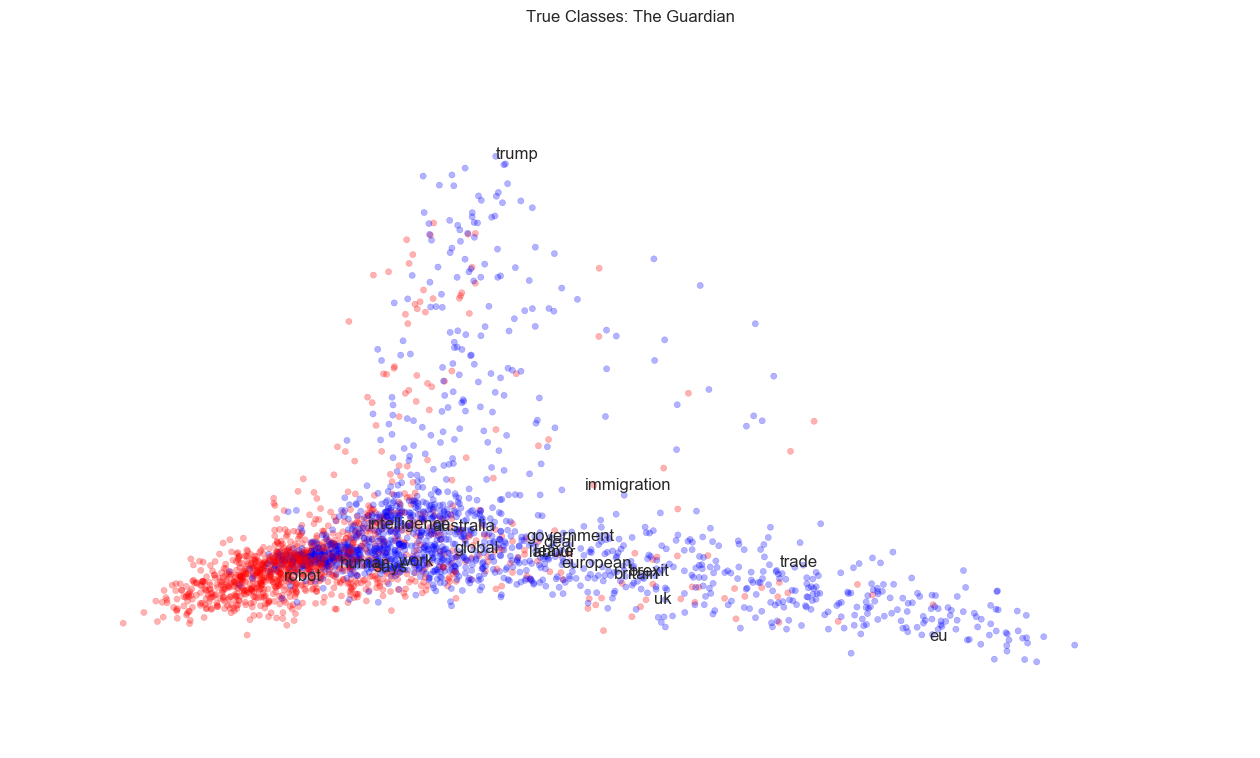 True Classes: The Guardian
trump
immigration
intelligence
australia
government
deal
global
labour
human
says
work
european
trade
robot
britain
brexit
uk
eu